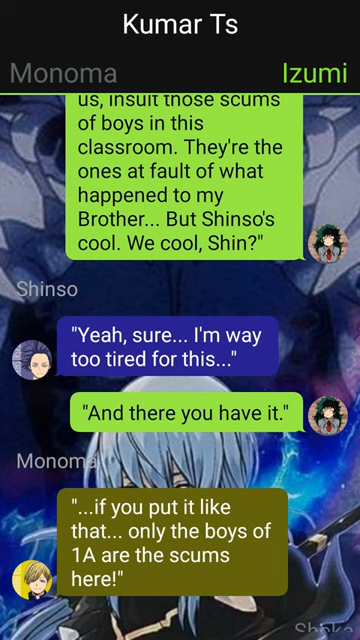 Kumar Ts
Monoma
Izumi
us, insult those scums
of boys in this
classroom. They're the
ones at fault of what
happened to my
Brother... But Shinso's
cool. We cool, Shin?"
Shinso
"Yeah, sure... I'm way
too tired for this..."
"And there you have it."
Monoma
"...if you put it like
that... only the boys of
1A are the scums
here!"